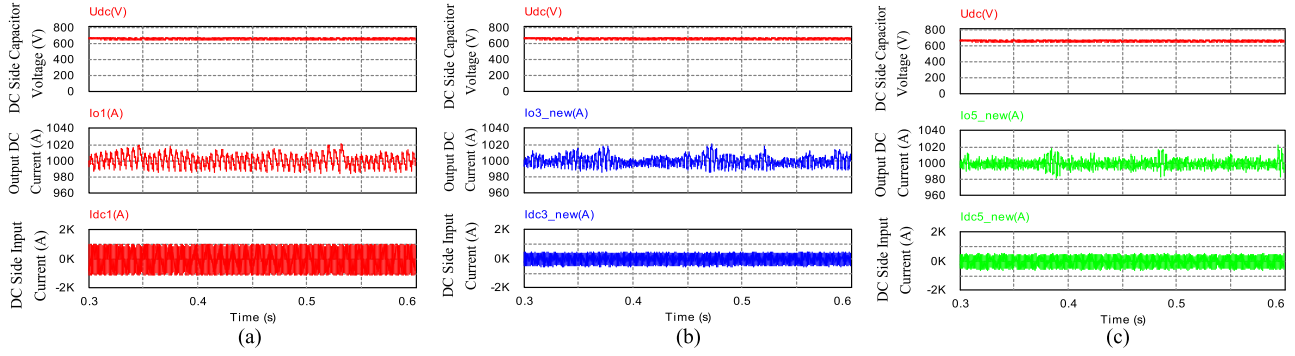 Udc(V)
DC Side Capacitor
Voltage (V)
800
600
400
200
0
Io1(A)
Output DC
Current (A)
1040
1020
1000
980
960
Idc1(A)
DC Side Input
Current (A)
2K
0K
-2K
0.3
0.4
0.5
0.6
Time (s)
(a)
Udc(V)
DC Side Capacitor
Voltage (V)
800
600
400
200
0
Io3_new(A)
Output DC
Current (A)
1040
1020
1000
980
960
Idc3_new(A)
DC Side Input
Current (A)
2K
0K
-2K
0.3
0.4
0.5
0.6
Time (s)
(b)
Udc(V)
DC Side Capacitor
Voltage (V)
800
600
400
200
0
Io5_new(A)
Output DC
Current (A)
1040
1020
1000
980
960
Idc5_new(A)
DC Side Input
Current (A)
2K
0K
-2K
0.3
0.4
0.5
0.6
Time (s)
(c)